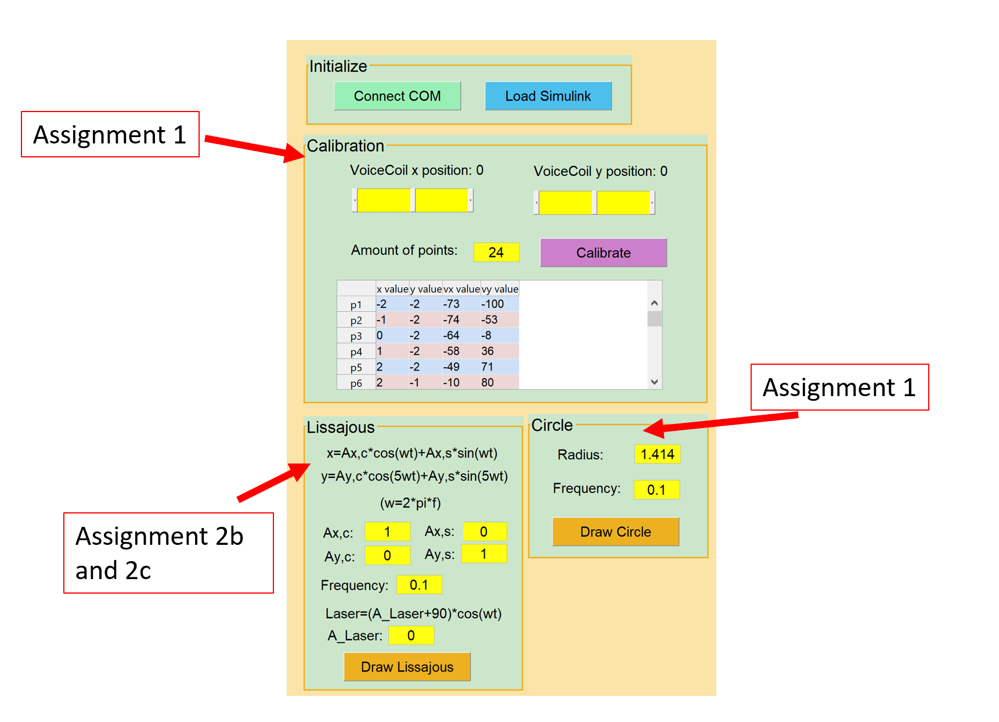 Initialize
Connect COM Load Simulink
Assignment 1
Calibration
VoiceCoil x position: 0 VoiceCoil y position: 0
Amount of points: 24 Calibrate
x value y value vx value vy value
p1 -2 -2 -73 -100
p2 -1 -2 -74 -53
p3 0 -2 -64 -8
p4 1 -2 -58 36
p5 2 -2 -49 71
p6 2 -1 -10 80
Assignment 1
Lissajous
x=Ax,c*cos(wt)+Ax,s*sin(wt)
y=Ay,c*cos(5wt)+Ay,s*sin(5wt)
(w=2*pi*f)
Ax,c: 1 Ax,s: 0
Ay,c: 0 Ay,s: 1
Frequency: 0.1
Laser=(A_Laser+90)*cos(wt)
A_Laser: 0
Draw Lissajous
Circle
Radius: 1.414
Frequency: 0.1
Draw Circle
Assignment 2b
and 2c